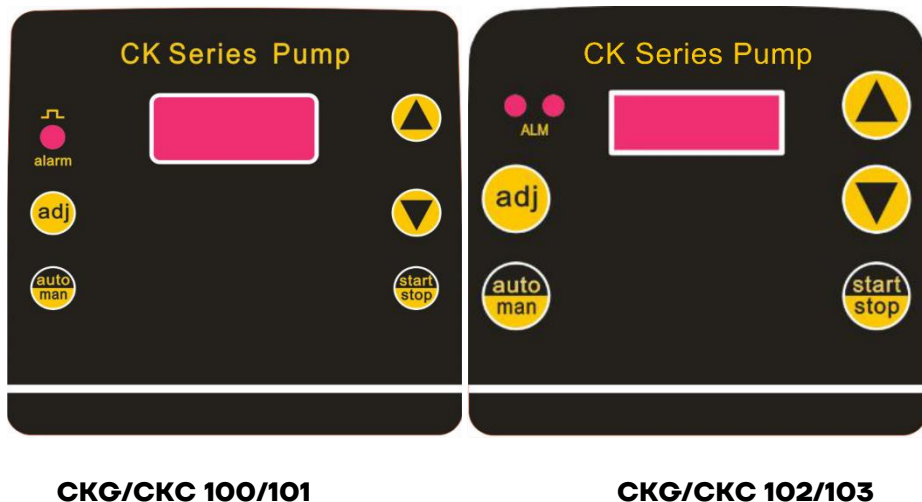 CK Series Pump
alarm
adj
auto
man
start
stop
CK Series Pump
ALM
adj
auto
man
start
stop
CKG/CKC 100/101
CKG/CKC 102/103